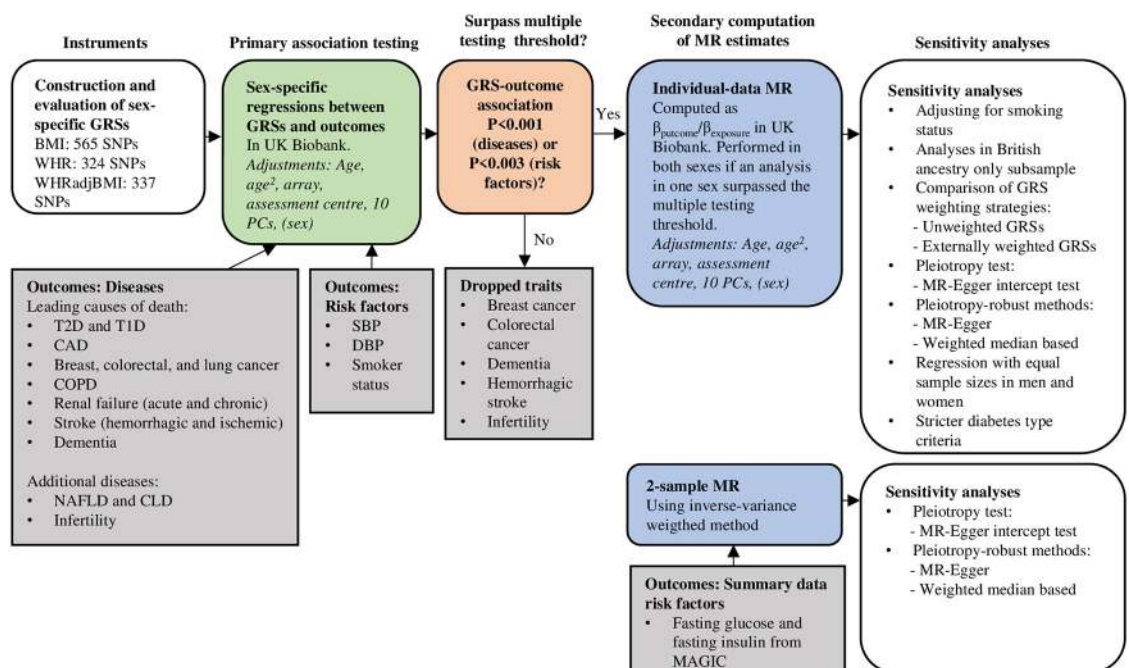 Instruments
Construction and
evaluation of sex-
specific GRSs
BMI: 565 SNPs
WHR: 324 SNPs
WHRadjBMI: 337
SNPs
Primary association testing
Sex-specific
regressions between
GRSs and outcomes
In UK Biobank.
Adjustments: Age,
age², array,
assessment centre, 10
PCs, (sex)
Surpass multiple
testing threshold?
GRS-outcome
association
P<0.001
(diseases) or
P<0.003 (risk
factors)?
Yes
No
Secondary computation
of MR estimates
Individual-data MR
Computed as
βoutcome/βexposure in UK
Biobank. Performed in
both sexes if an analysis
in one sex surpassed the
multiple testing
threshold.
Adjustments: Age, age²,
array, assessment
centre, 10 PCs, (sex)
Sensitivity analyses
Sensitivity analyses
• Adjusting for smoking
status
• Analyses in British
ancestry only subsample
• Comparison of GRS
weighting strategies:
- Unweighted GRSs
- Externally weighted GRSs
• Pleiotropy test:
- MR-Egger intercept test
• Pleiotropy-robust methods:
- MR-Egger
- Weighted median based
• Regression with equal
sample sizes in men and
women
• Stricter diabetes type
criteria
Outcomes: Diseases
Leading causes of death:
• T2D and T1D
• CAD
• Breast, colorectal, and lung cancer
• COPD
• Renal failure (acute and chronic)
• Stroke (hemorrhagic and ischemic)
• Dementia
Additional diseases:
• NAFLD and CLD
• Infertility
Outcomes:
Risk factors
• SBP
• DBP
• Smoker
status
Dropped traits
• Breast cancer
• Colorectal
cancer
• Dementia
• Hemorrhagic
stroke
• Infertility
2-sample MR
Using inverse-variance
weigthed method
Outcomes: Summary data
risk factors
• Fasting glucose and
fasting insulin from
MAGIC
Sensitivity analyses
• Pleiotropy test:
- MR-Egger intercept test
• Pleiotropy-robust methods:
- MR-Egger
- Weighted median based